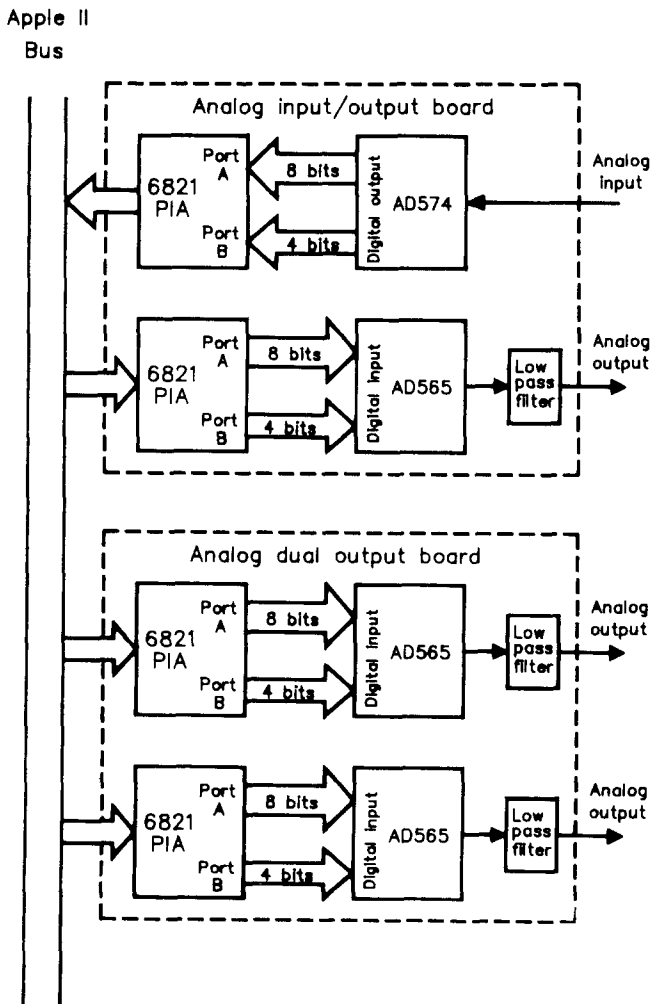 Apple II
Bus
Analog input/output board
6821
PIA
Port
A
Port
B
8 bits
4 bits
Digital output
AD574
Analog
input
6821
PIA
Port
A
Port
B
8 bits
4 bits
Digital input
AD565
Low
pass
filter
Analog
output
Analog dual output board
6821
PIA
Port
A
Port
B
8 bits
4 bits
Digital input
AD565
Low
pass
filter
Analog
output
6821
PIA
Port
A
Port
B
8 bits
4 bits
Digital input
AD565
Low
pass
filter
Analog
output